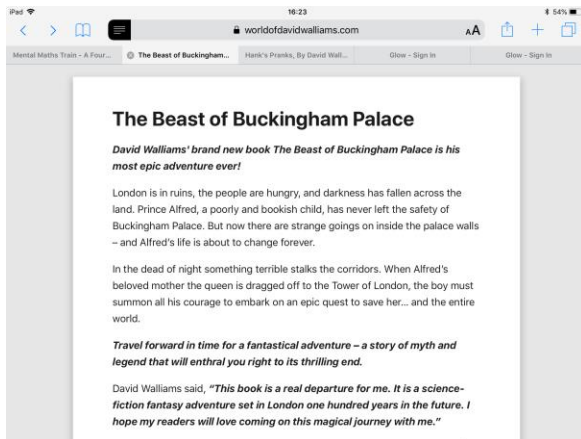 iPad 16:23 54%
worldofdavidwalliams.com AA
Mental Maths Train - A Four... The Beast of Buckingham... Hank's Pranks, By David Wall... Glow - Sign In Glow - Sign In
The Beast of Buckingham Palace
David Walliams' brand new book The Beast of Buckingham Palace is his
most epic adventure ever!
London is in ruins, the people are hungry, and darkness has fallen across the
land. Prince Alfred, a poorly and bookish child, has never left the safety of
Buckingham Palace. But now there are strange goings on inside the palace walls
– and Alfred's life is about to change forever.
In the dead of night something terrible stalks the corridors. When Alfred's
beloved mother the queen is dragged off to the Tower of London, the boy must
summon all his courage to embark on an epic quest to save her... and the entire
world.
Travel forward in time for a fantastical adventure – a story of myth and
legend that will enthral you right to its thrilling end.
David Walliams said, "This book is a real departure for me. It is a science-
fiction fantasy adventure set in London one hundred years in the future. I
hope my readers will love coming on this magical journey with me."